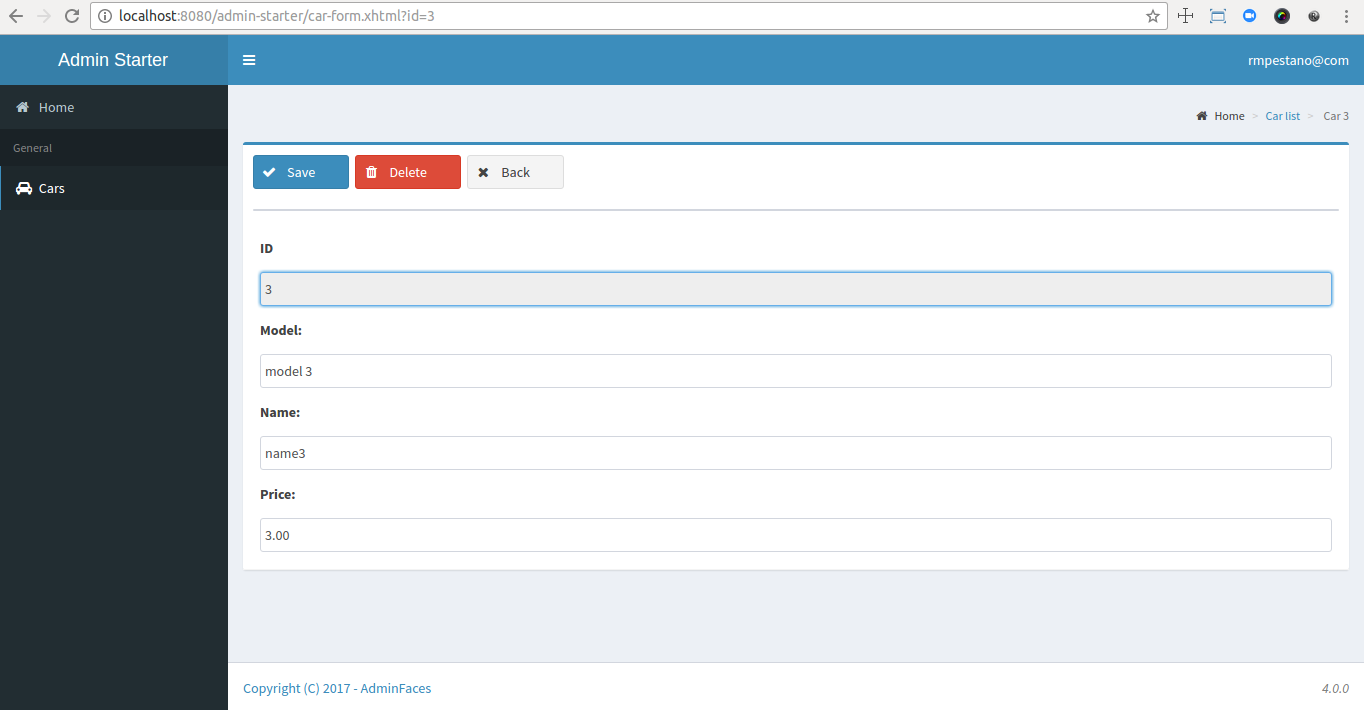 localhost:8080/admin-starter/car-form.xhtml?id=3
Admin Starter
rmpestano@com
Home
General
Cars
Home > Car list > Car 3
Save Delete Back
ID
3
Model:
model 3
Name:
name3
Price:
3.00
Copyright (C) 2017 - AdminFaces
4.0.0